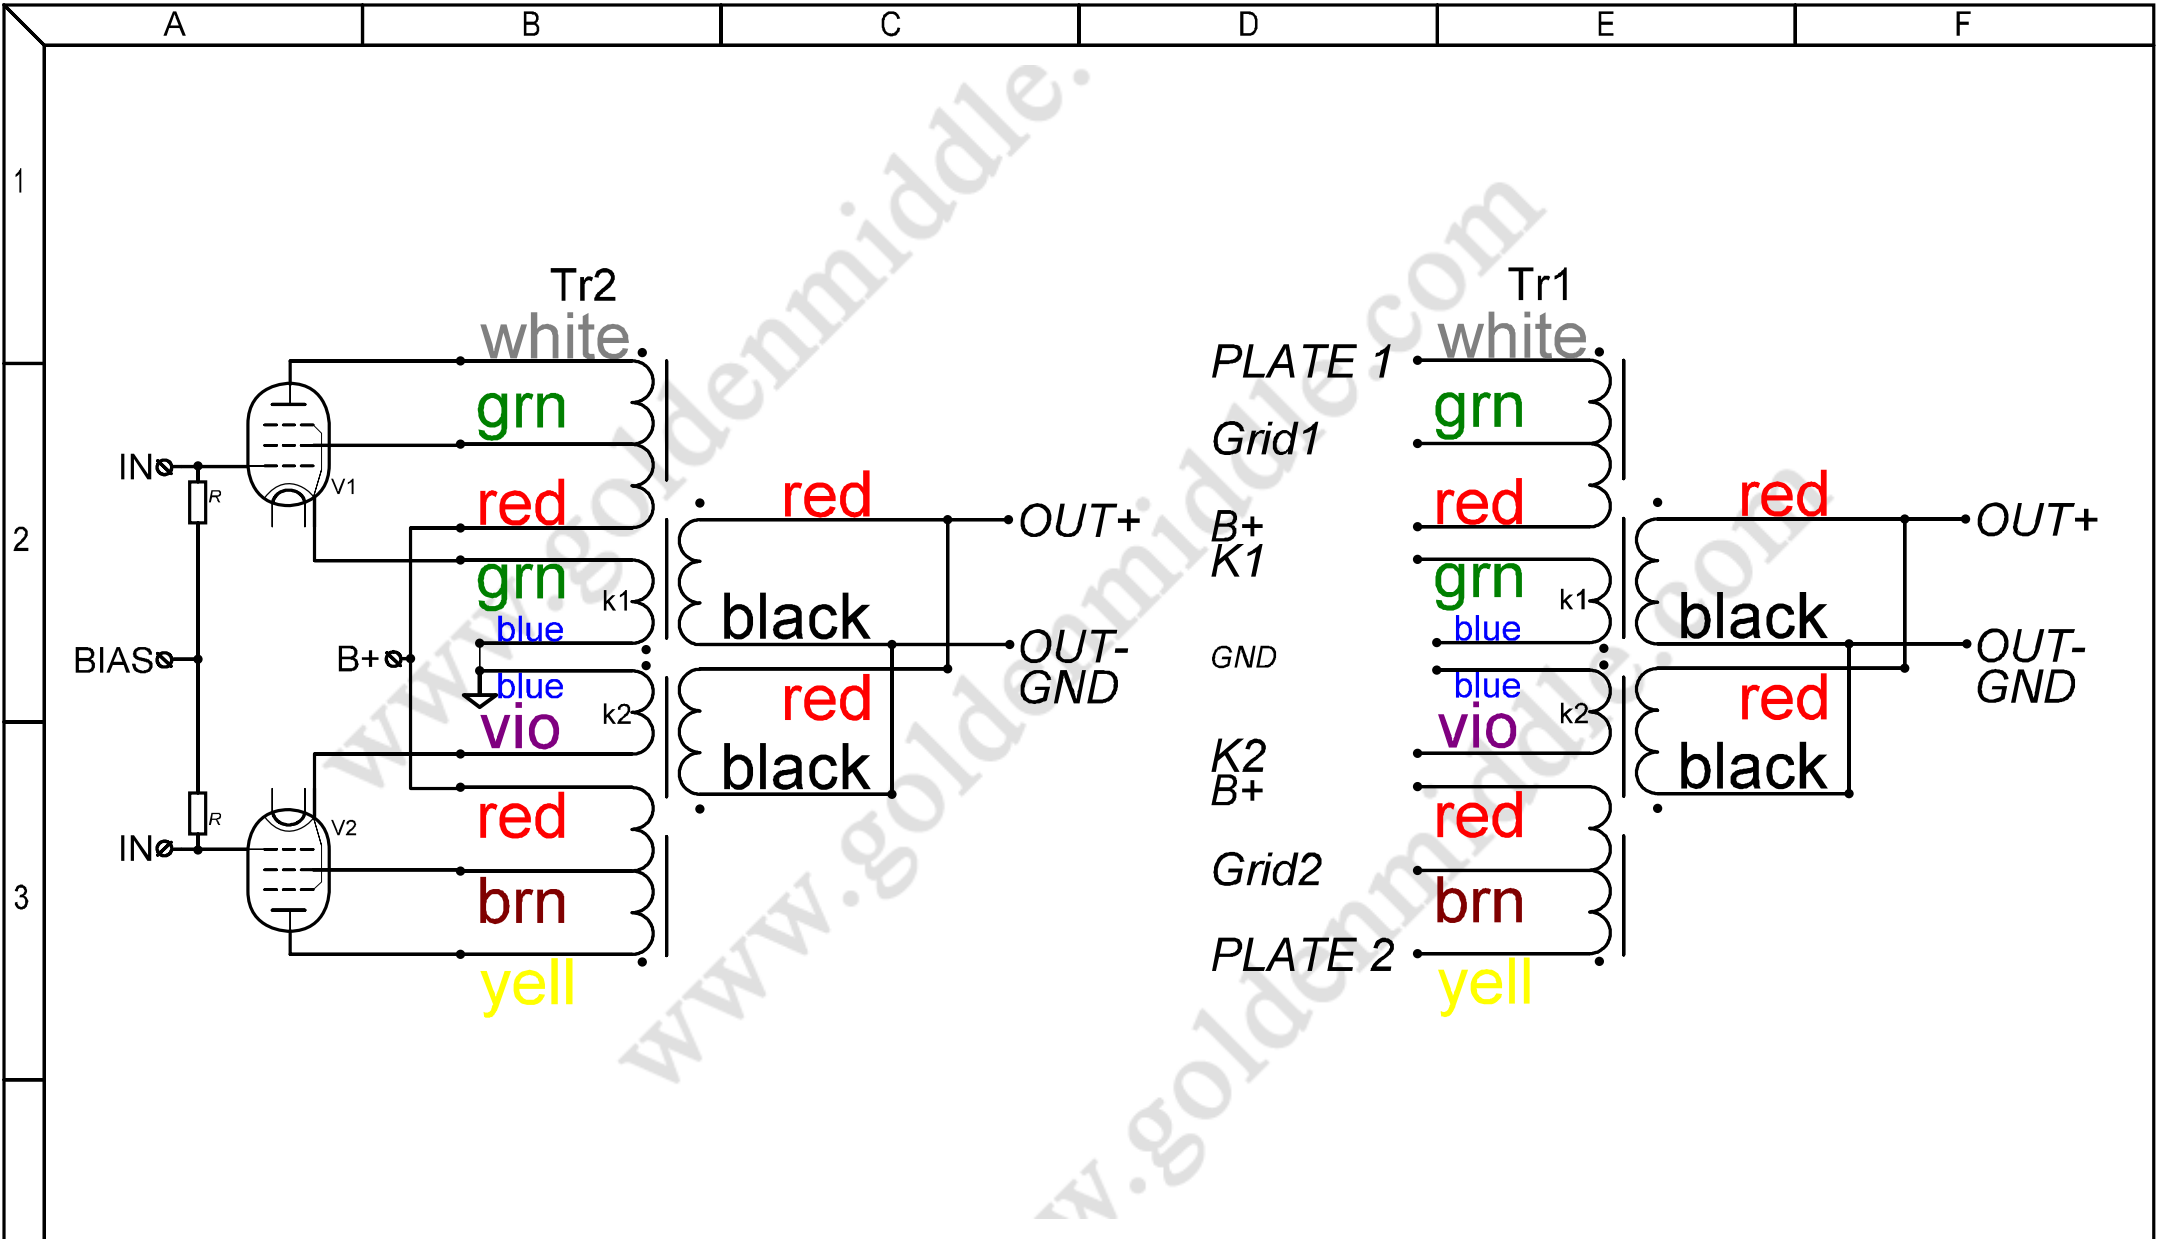 A B C D E F
1
2
3
Tr2
white
grn
red
grn
k1
blue
blue
k2
vio
red
brn
yell
IN
R
V1
BIAS
B+
R
V2
IN
red
black
red
black
OUT+
OUT-
GND
Tr1
PLATE 1
white
grn
Grid1
red
B+
K1
grn
k1
blue
GND
blue
k2
vio
K2
B+
red
Grid2
brn
PLATE 2
yell
red
black
red
black
OUT+
OUT-
GND
www.goldenmiddle.
www.goldenmiddle.com
w.goldenmiddle.com